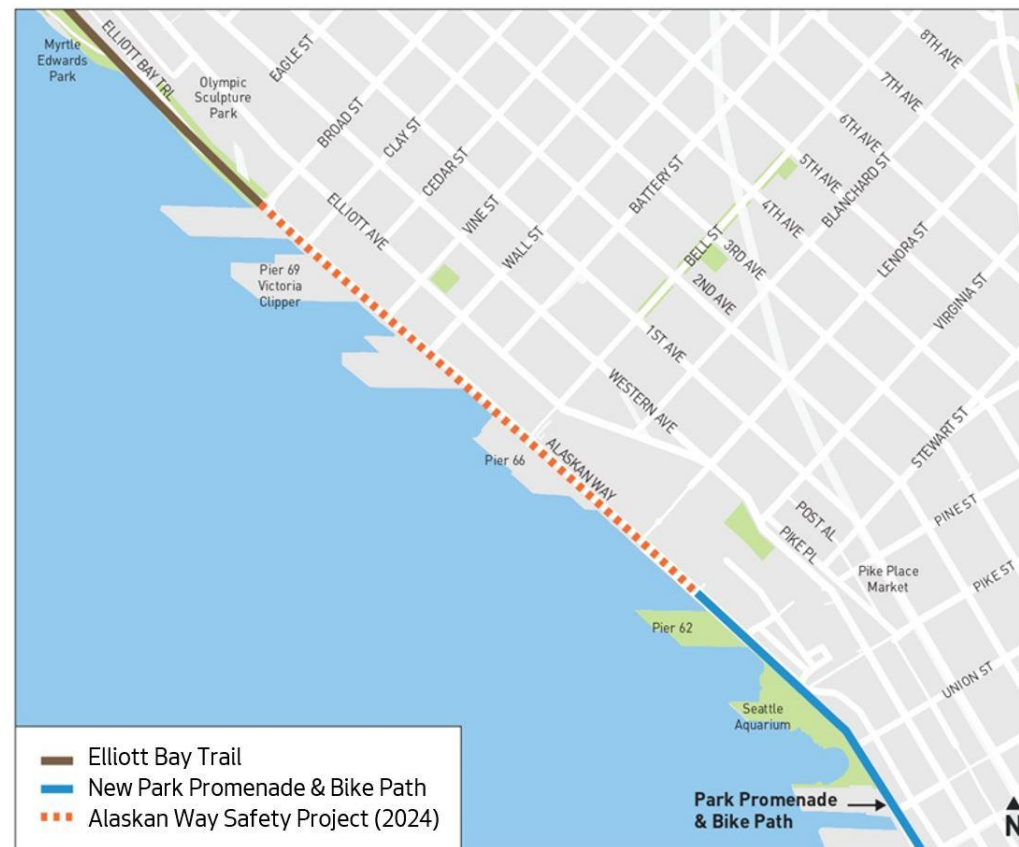 Myrtle
Edwards
Park
ELLIOTT BAY TRL
Olympic
Sculpture
Park
EAGLE ST
BROAD ST
CLAY ST
CEDAR ST
VINE ST
WALL ST
BATTERY ST
BELL ST
BLANCHARD ST
LENORA ST
VIRGINIA ST
STEWART ST
PINE ST
PIKE ST
UNION ST
8TH AVE
7TH AVE
6TH AVE
5TH AVE
4TH AVE
3RD AVE
2ND AVE
1ST AVE
WESTERN AVE
ELLIOTT AVE
ALASKAN WAY
POST AL
PIKE PL
Pike Place
Market
Pier 69
Victoria
Clipper
Pier 66
Pier 62
Seattle
Aquarium
Park Promenade
& Bike Path
N
Elliott Bay Trail
New Park Promenade & Bike Path
Alaskan Way Safety Project (2024)